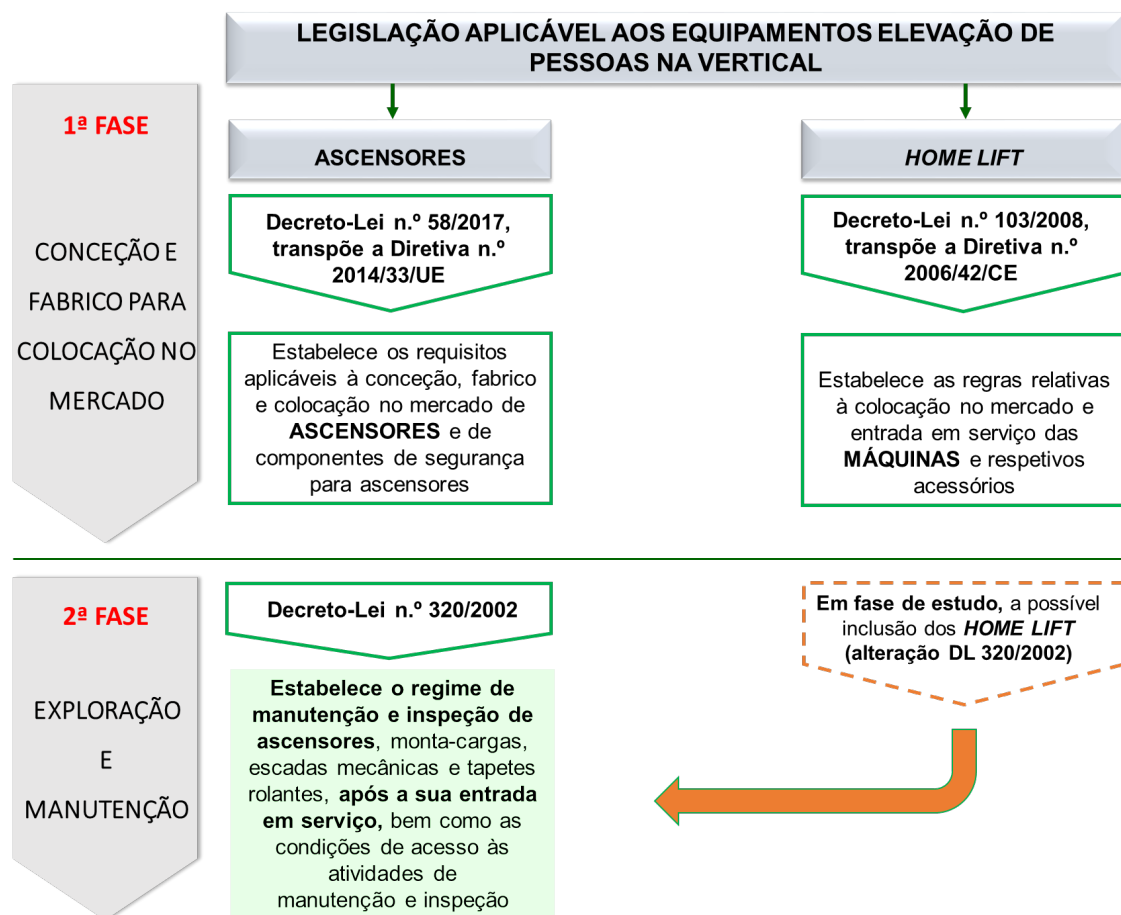 LEGISLAÇÃO APLICÁVEL AOS EQUIPAMENTOS ELEVAÇÃO DE
PESSOAS NA VERTICAL
1ª FASE
CONCEÇÃO E
FABRICO PARA
COLOCAÇÃO NO
MERCADO
ASCENSORES
Decreto-Lei n.º 58/2017,
transpõe a Diretiva n.º
2014/33/UE
Estabelece os requisitos
aplicáveis à conceção, fabrico
e colocação no mercado de
ASCENSORES e de
componentes de segurança
para ascensores
HOME LIFT
Decreto-Lei n.º 103/2008,
transpõe a Diretiva n.º
2006/42/CE
Estabelece as regras relativas
à colocação no mercado e
entrada em serviço das
MÁQUINAS e respetivos
acessórios
2ª FASE
EXPLORAÇÃO
E
MANUTENÇÃO
Decreto-Lei n.º 320/2002
Estabelece o regime de
manutenção e inspeção de
ascensores, monta-cargas,
escadas mecânicas e tapetes
rolantes, após a sua entrada
em serviço, bem como as
condições de acesso às
atividades de
manutenção e inspeção
Em fase de estudo, a possível
inclusão dos HOME LIFT
(alteração DL 320/2002)